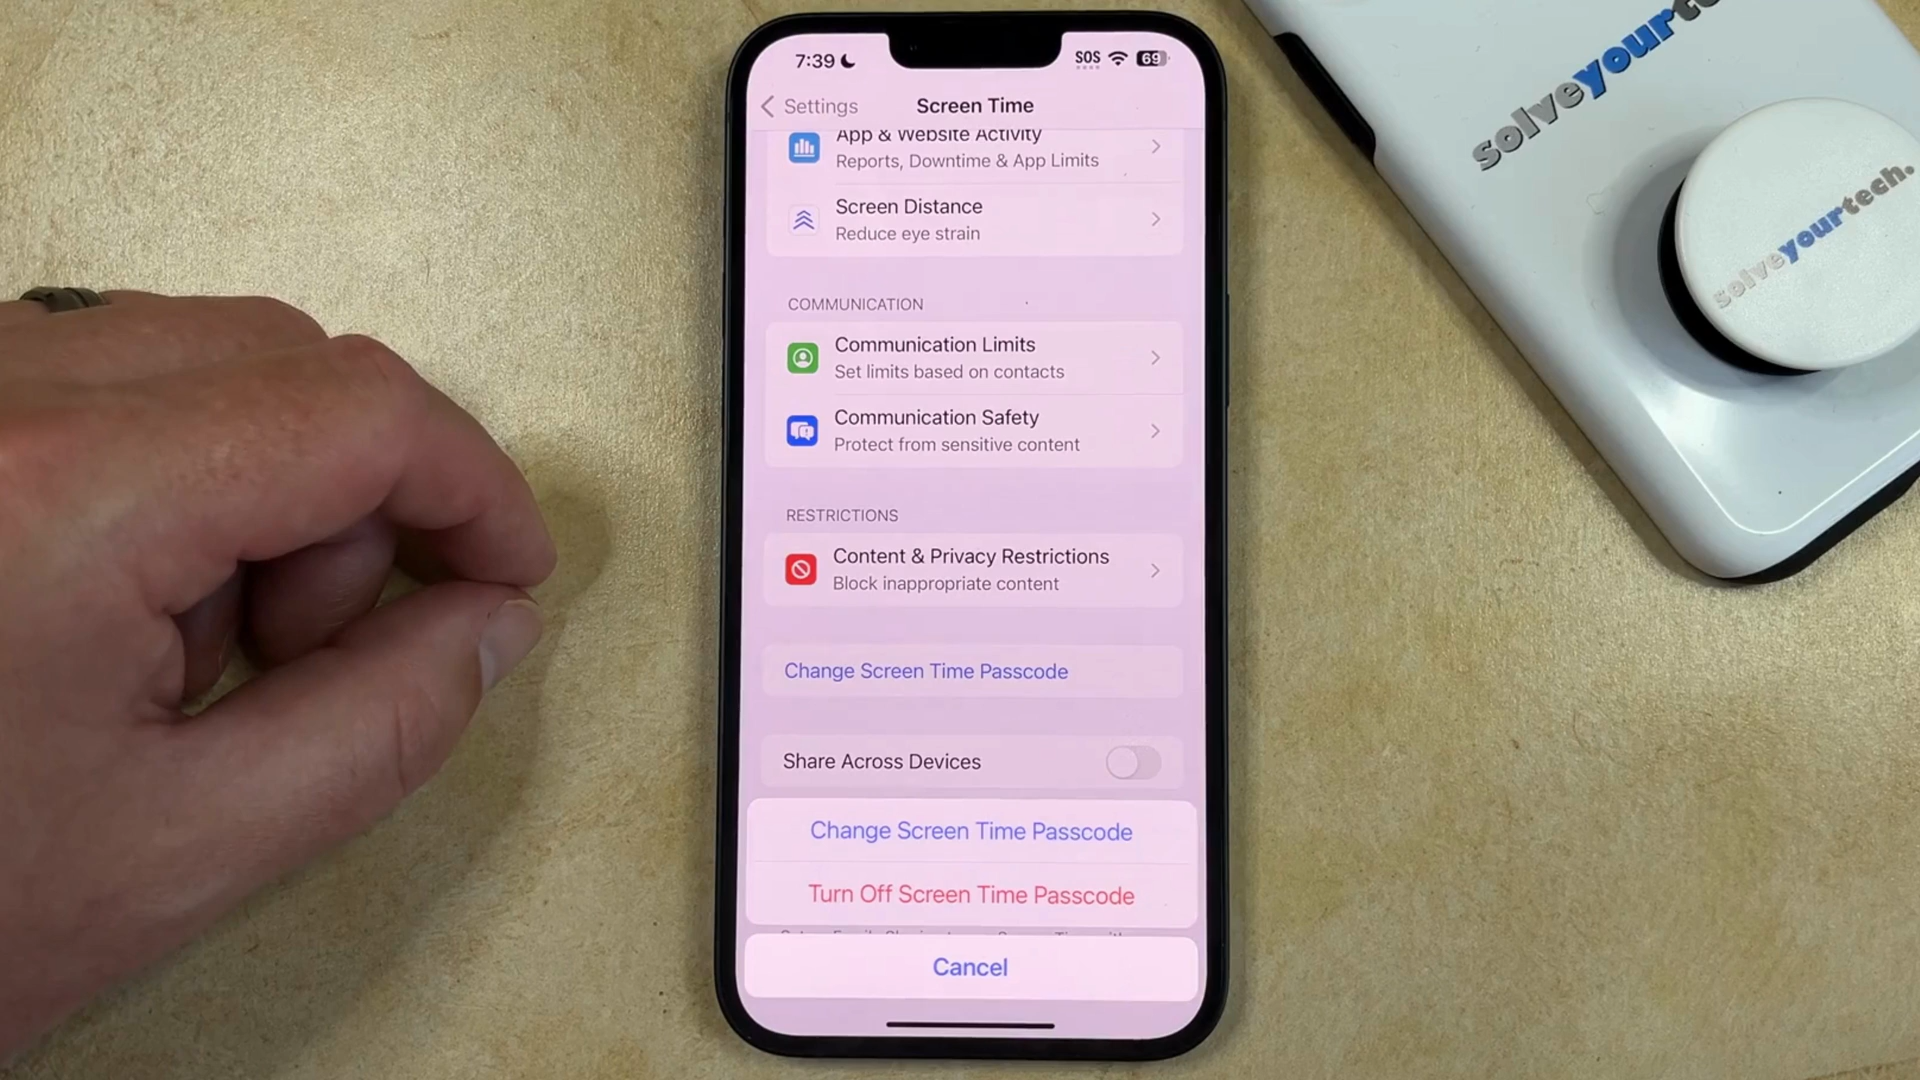 7:39
SOS
69
Settings
Screen Time
App & Website Activity
Reports, Downtime & App Limits
Screen Distance
Reduce eye strain
COMMUNICATION
Communication Limits
Set limits based on contacts
Communication Safety
Protect from sensitive content
RESTRICTIONS
Content & Privacy Restrictions
Block inappropriate content
Change Screen Time Passcode
Share Across Devices
Change Screen Time Passcode
Turn Off Screen Time Passcode
Cancel
solveyourtech.